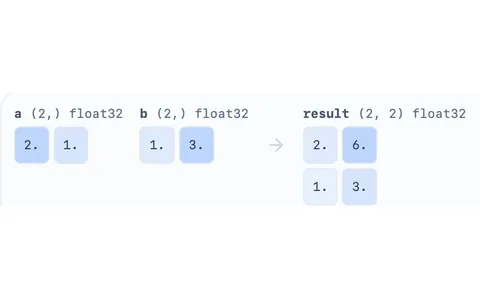 a (2,) float32 b (2,) float32 result (2, 2) float32
2. 1. 1. 3. → 2. 6.
1. 3.